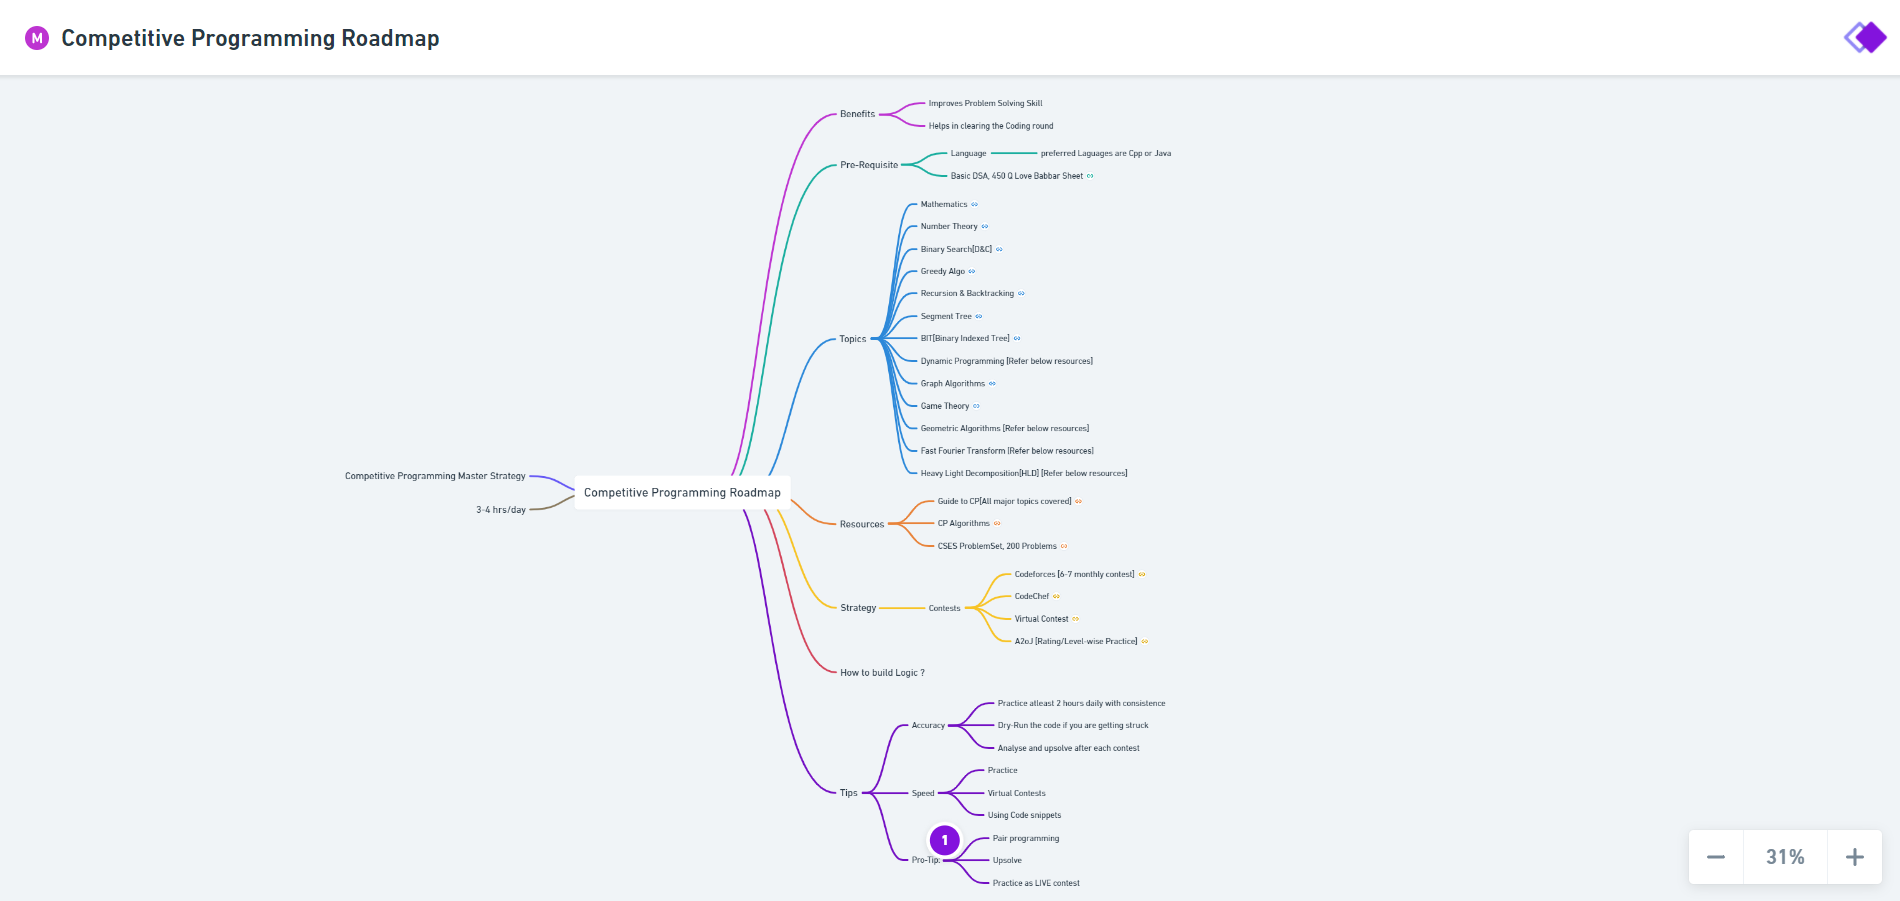 M Competitive Programming Roadmap
Benefits
Improves Problem Solving Skill
Helps in clearing the Coding round
Pre-Requisite
Language
preferred Laguages are Cpp or Java
Basic DSA, 450 Q Love Babbar Sheet
Topics
Mathematics
Number Theory
Binary Search[D&C]
Greedy Algo
Recursion & Backtracking
Segment Tree
BIT[Binary Indexed Tree]
Dynamic Programming [Refer below resources]
Graph Algorithms
Game Theory
Geometric Algorithms [Refer below resources]
Fast Fourier Transform [Refer below resources]
Heavy Light Decomposition[HLD] [Refer below resources]
Competitive Programming Master Strategy
3-4 hrs/day
Competitive Programming Roadmap
Resources
Guide to CP[All major topics covered]
CP Algorithms
CSES ProblemSet, 200 Problems
Strategy
Contests
Codeforces [6-7 monthly contest]
CodeChef
Virtual Contest
A2oJ [Rating/Level-wise Practice]
How to build Logic ?
Tips
Accuracy
Practice atleast 2 hours daily with consistence
Dry-Run the code if you are getting struck
Analyse and upsolve after each contest
Speed
Practice
Virtual Contests
Using Code snippets
1
Pro-Tip:
Pair programming
Upsolve
Practice as LIVE contest
− 31% +